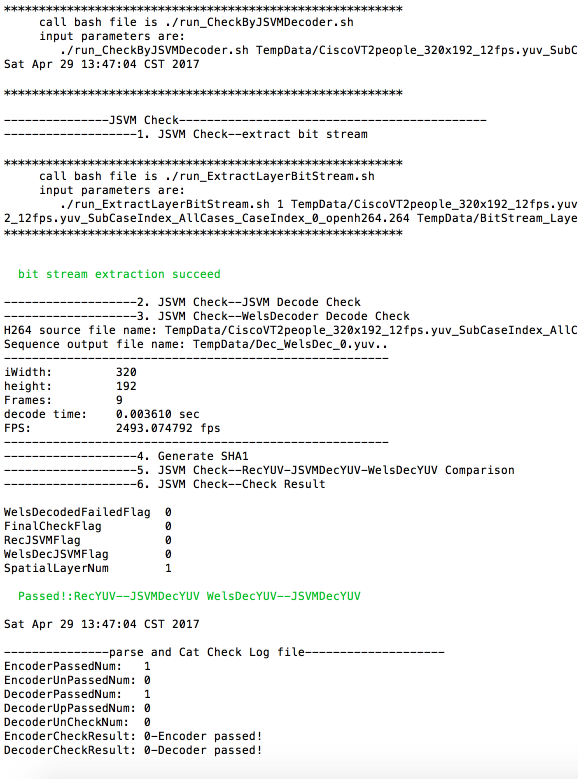 *********************************************************
call bash file is ./run_CheckByJSVMDecoder.sh
input parameters are:
./run_CheckByJSVMDecoder.sh TempData/CiscoVT2people_320x192_12fps.yuv_SubC
Sat Apr 29 13:47:04 CST 2017
*********************************************************
---------------JSVM Check--------------------------------------------
-------------------1. JSVM Check--extract bit stream
*********************************************************
call bash file is ./run_ExtractLayerBitStream.sh
input parameters are:
./run_ExtractLayerBitStream.sh 1 TempData/CiscoVT2people_320x192_12fps.yuv
2_12fps.yuv_SubCaseIndex_AllCases_CaseIndex_0_openh264.264 TempData/BitStream_Laye
*********************************************************
bit stream extraction succeed
-------------------2. JSVM Check--JSVM Decode Check
-------------------3. JSVM Check--WelsDecoder Decode Check
H264 source file name: TempData/CiscoVT2people_320x192_12fps.yuv_SubCaseIndex_AllC
Sequence output file name: TempData/Dec_WelsDec_0.yuv..
-------------------------------------------------------
iWidth: 320
height: 192
Frames: 9
decode time: 0.003610 sec
FPS: 2493.074792 fps
-------------------------------------------------------
-------------------4. Generate SHA1
-------------------5. JSVM Check--RecYUV-JSVMDecYUV-WelsDecYUV Comparison
-------------------6. JSVM Check--Check Result
WelsDecodedFailedFlag 0
FinalCheckFlag 0
RecJSVMFlag 0
WelsDecJSVMFlag 0
SpatialLayerNum 1
Passed!:RecYUV--JSVMDecYUV WelsDecYUV--JSVMDecYUV
Sat Apr 29 13:47:04 CST 2017
---------------parse and Cat Check Log file--------------------
EncoderPassedNum: 1
EncoderUnPassedNum: 0
DecoderPassedNum: 1
DecoderUpPassedNum: 0
DecoderUnCheckNum: 0
EncoderCheckResult: 0-Encoder passed!
DecoderCheckResult: 0-Decoder passed!